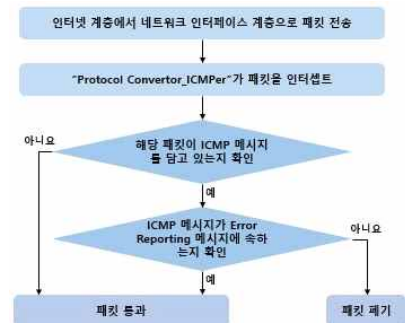 인터넷 계층에서 네트워크 인터페이스 계층으로 패킷 전송
"Protocol Convertor_ICMPer"가 패킷을 인터셉트
아니요
해당 패킷이 ICMP 메시지
를 담고 있는지 확인
예
ICMP 메시지가 Error
Reporting 메시지에 속하
는지 확인
아니요
예
패킷 통과
패킷 폐기